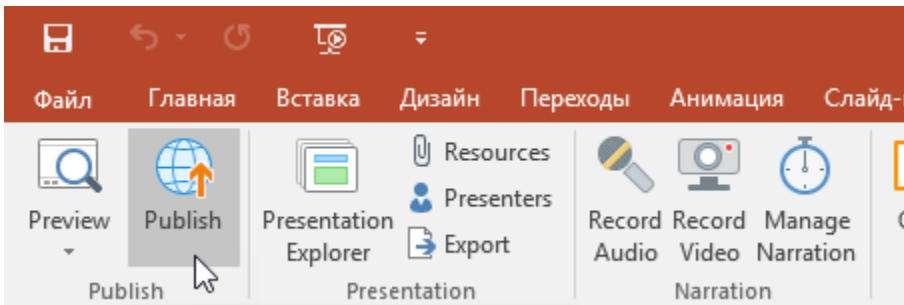 Файл Главная Вставка Дизайн Переходы Анимация Слайд-
Preview
Publish
Presentation
Explorer
Resources
Presenters
Export
Record
Audio
Record
Video
Manage
Narration
Publish
Presentation
Narration